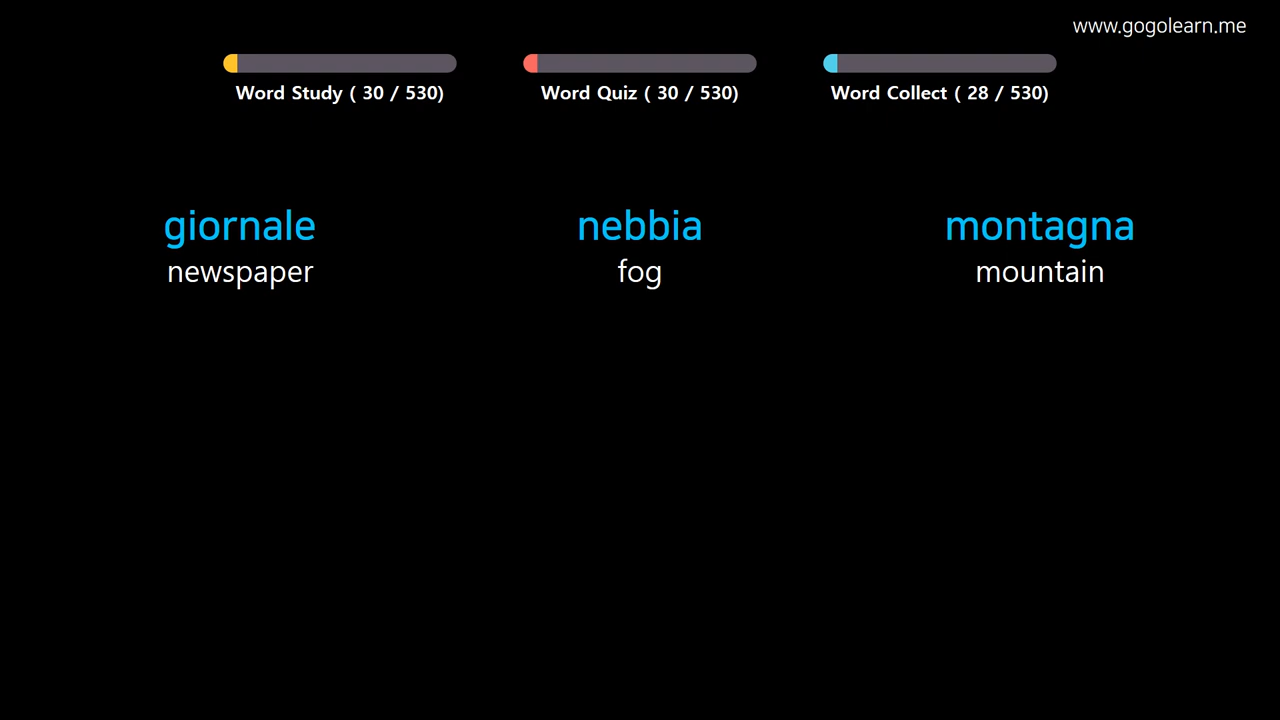 www.gogolearn.me
Word Study ( 30 / 530)
Word Quiz ( 30 / 530)
Word Collect ( 28 / 530)
giornale
newspaper
nebbia
fog
montagna
mountain